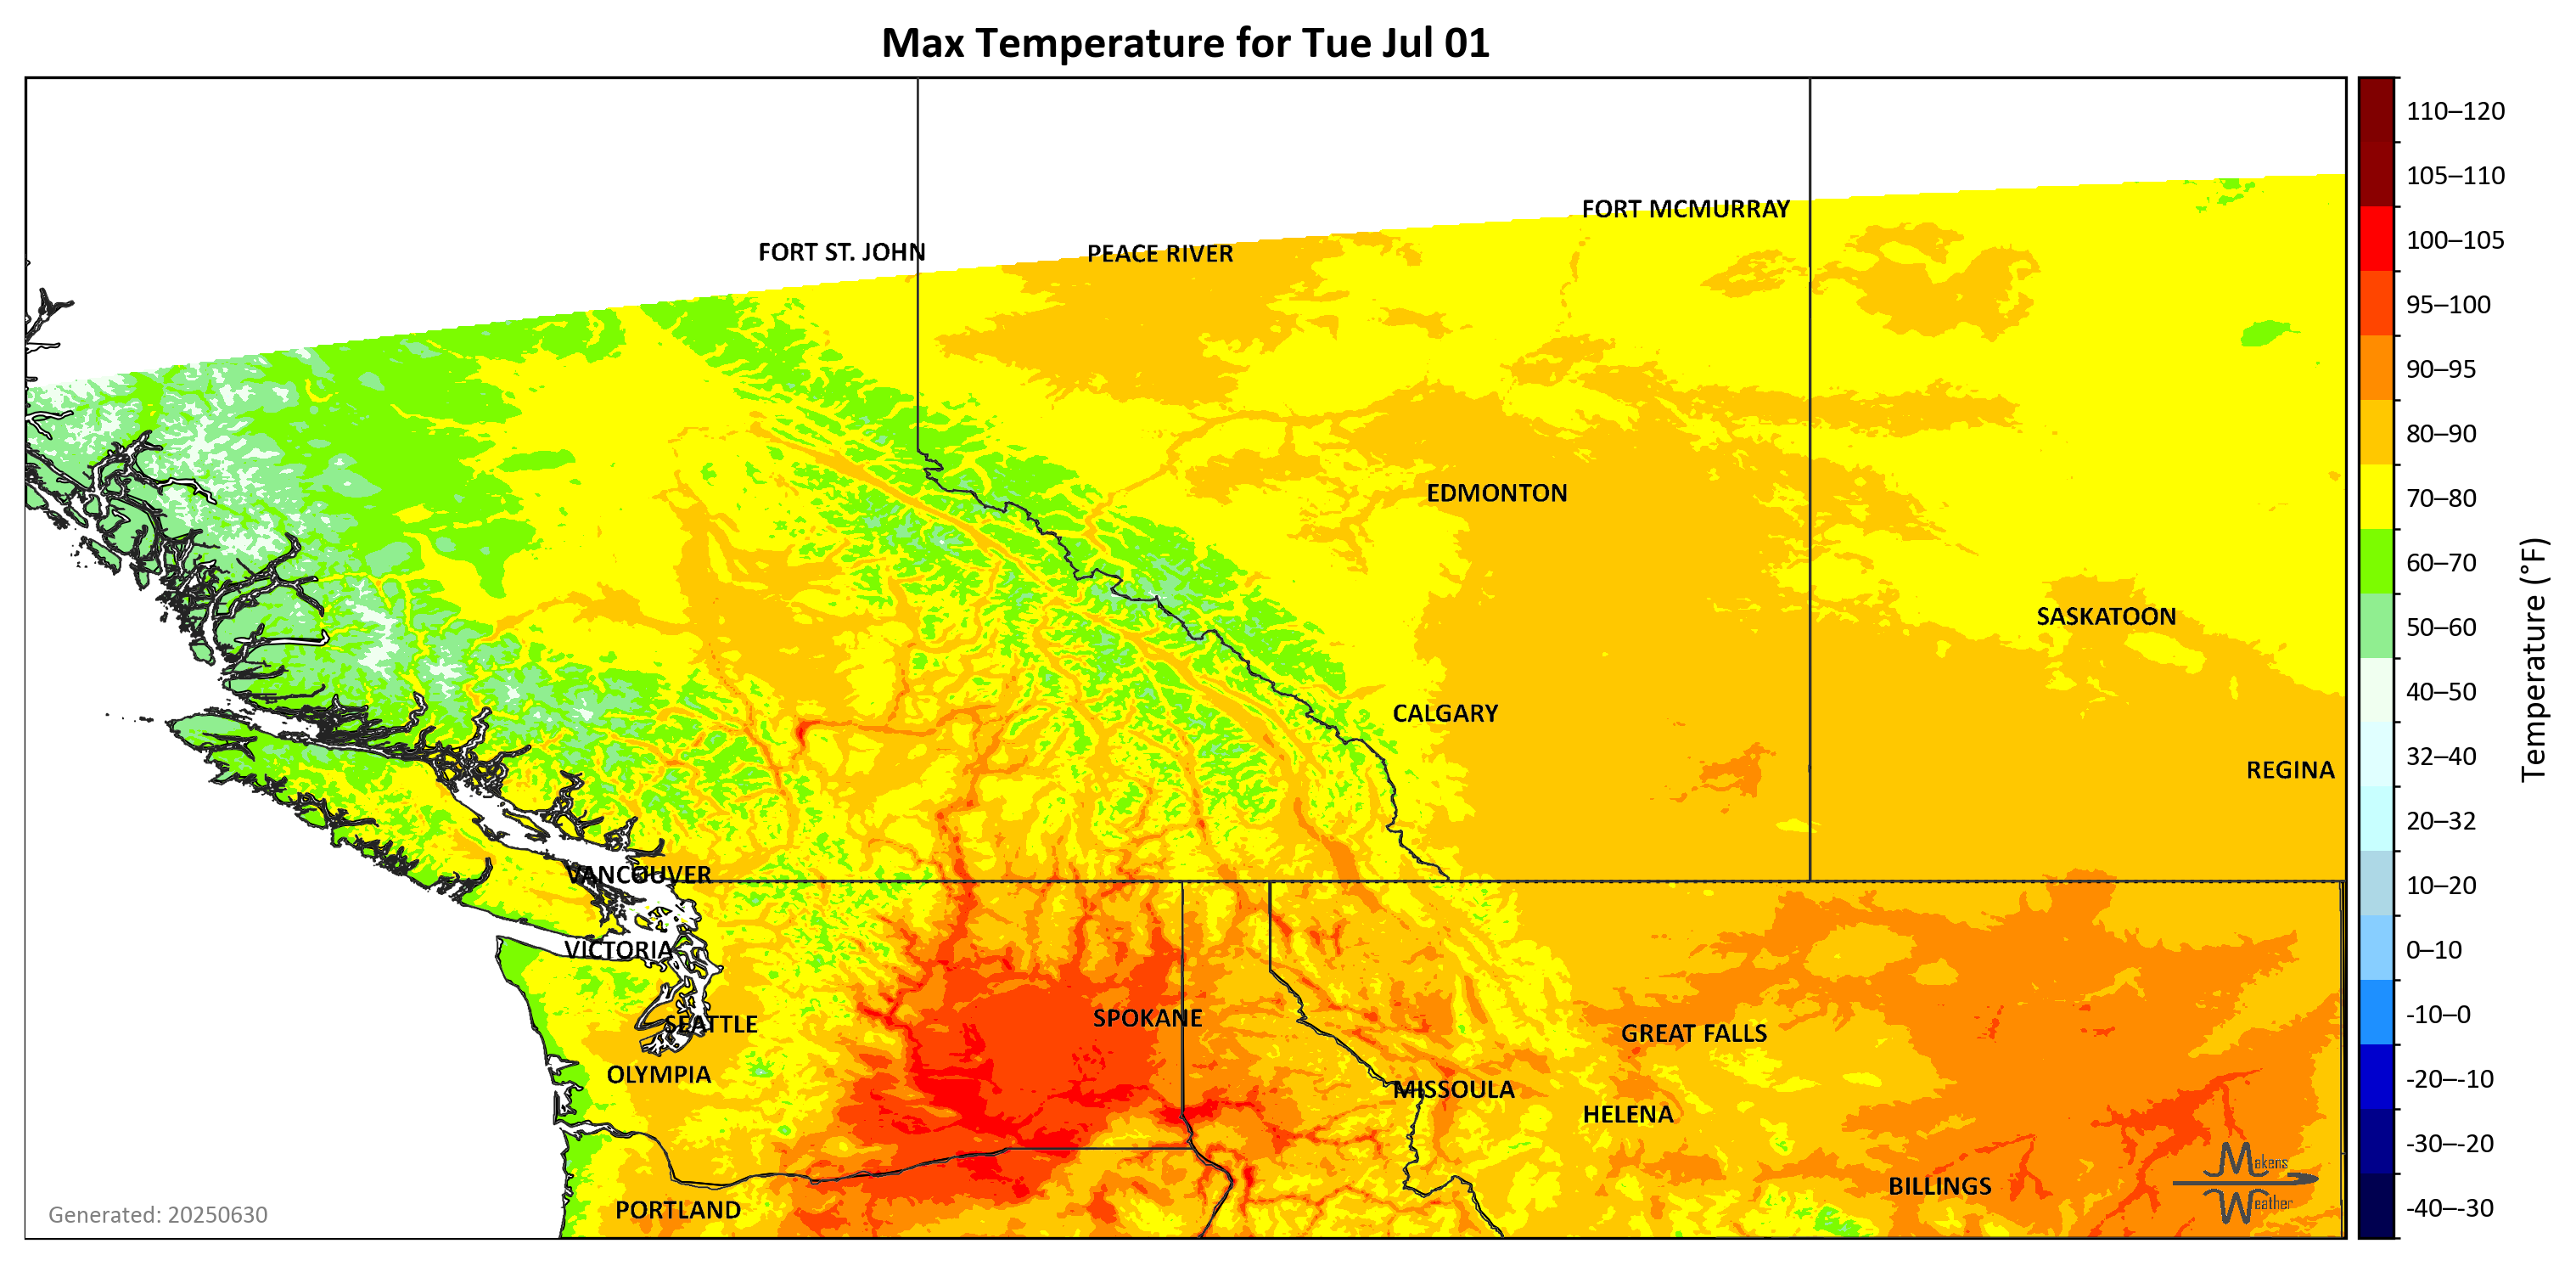 Max Temperature for Tue Jul 01
110–120
105–110
FORT MCMURRAY
100–105
FORT ST. JOHN
PEACE RIVER
95–100
90–95
80–90
EDMONTON
70–80
60–70
SASKATOON
50–60
40–50
CALGARY
32–40
REGINA
Temperature (°F)
20–32
VANCOUVER
10–20
VICTORIA
0–10
SPOKANE
-10–0
SEATTLE
GREAT FALLS
OLYMPIA
-20–-10
MISSOULA
HELENA
-30–-20
Makens
Weather
BILLINGS
PORTLAND
-40–-30
Generated: 20250630